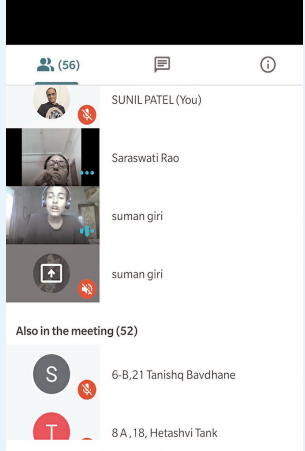 (56)
SUNIL PATEL (You)
Saraswati Rao
suman giri
suman giri
Also in the meeting (52)
S
6-B,21 Tanishq Bavdhane
T
8 A ,18, Hetashvi Tank